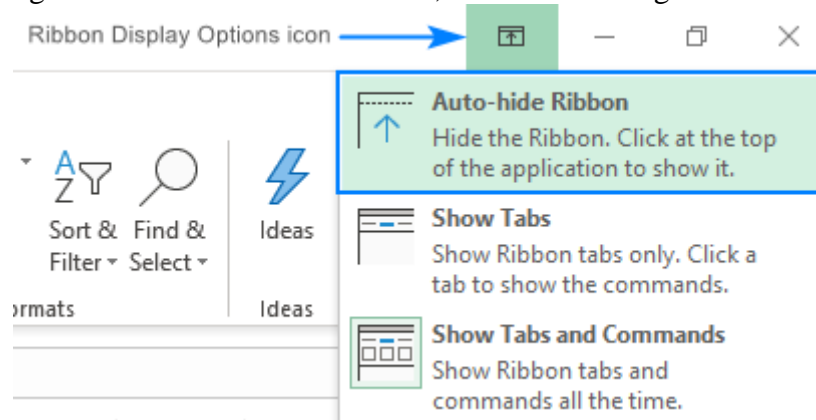 Ribbon Display Options icon
Auto-hide Ribbon
Hide the Ribbon. Click at the top
of the application to show it.
Show Tabs
Show Ribbon tabs only. Click a
tab to show the commands.
Show Tabs and Commands
Show Ribbon tabs and
commands all the time.
A
Z
Sort &
Filter
Find &
Select
Ideas
Ideas